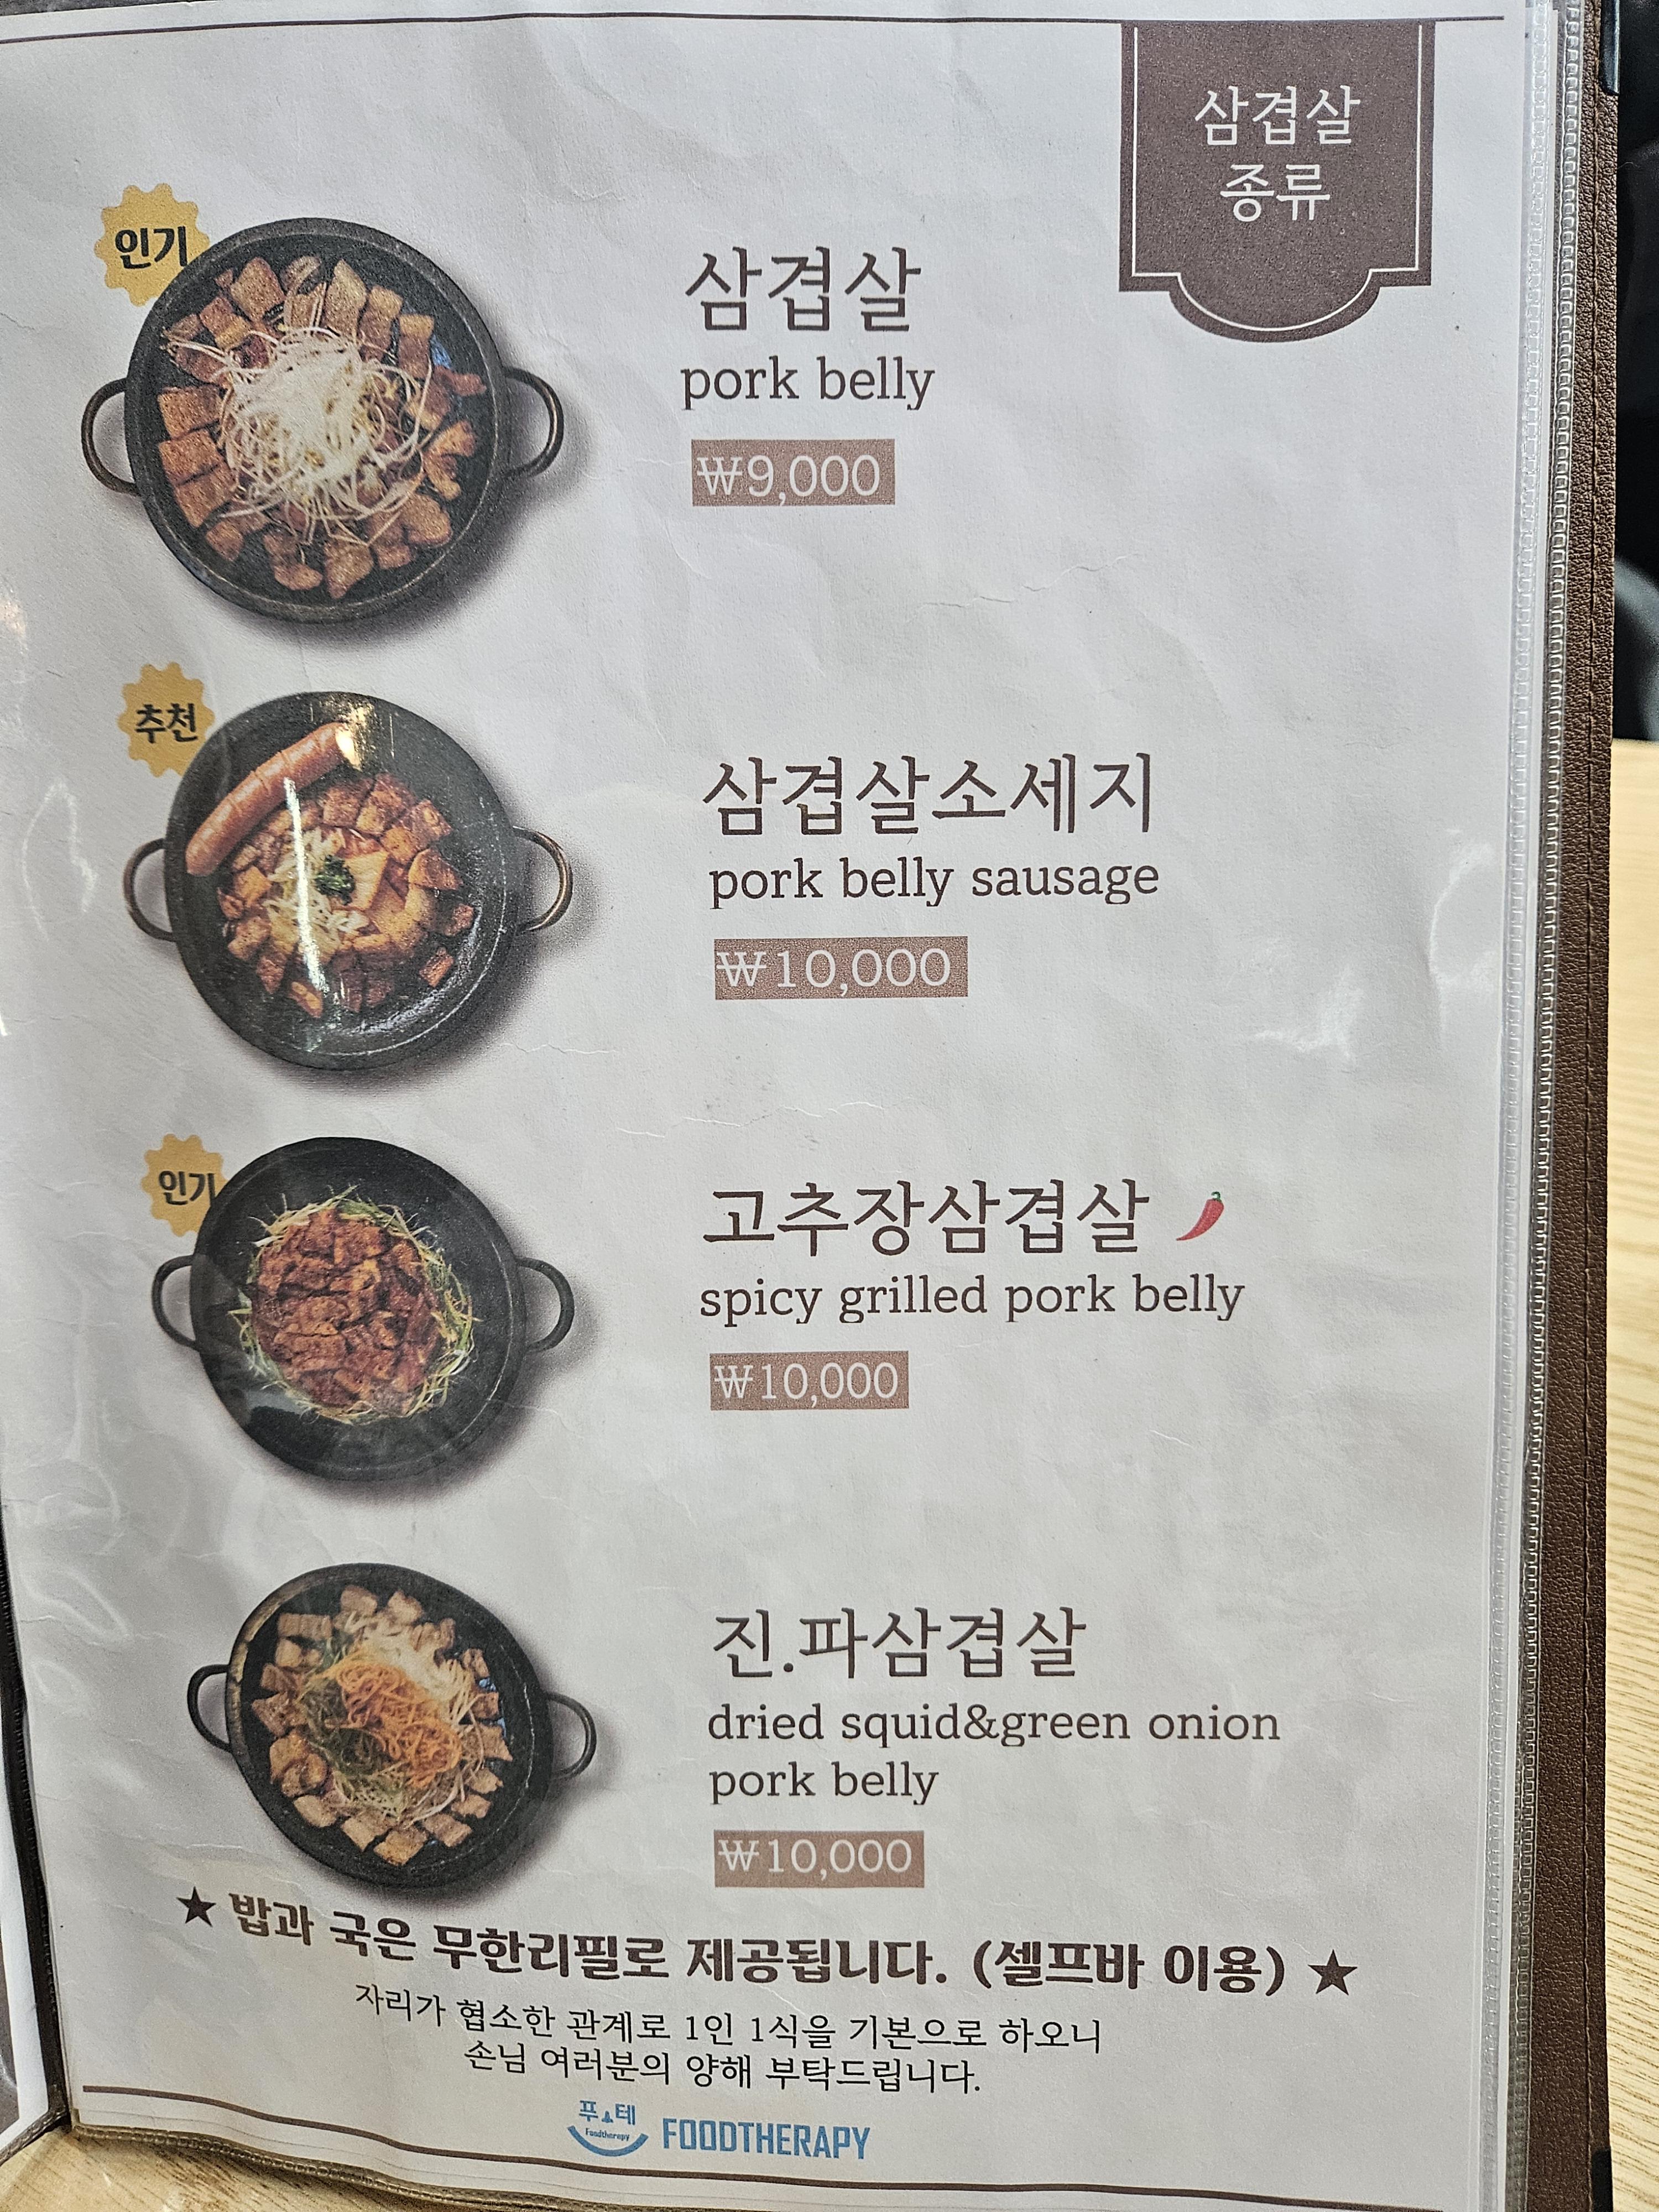 삼겹살
종류
인기
삼겹살
pork belly
₩9,000
추천
삼겹살소세지
pork belly sausage
₩10,000
인기
고추장삼겹살
spicy grilled pork belly
₩10,000
진.파삼겹살
dried squid&green onion
pork belly
₩10,000
★ 밥과 국은 무한리필로 제공됩니다. (셀프바 이용) ★
자리가 협소한 관계로 1인 1식을 기본으로 하오니
손님 여러분의 양해 부탁드립니다.
푸테
Foodtherapy
FOODTHERAPY